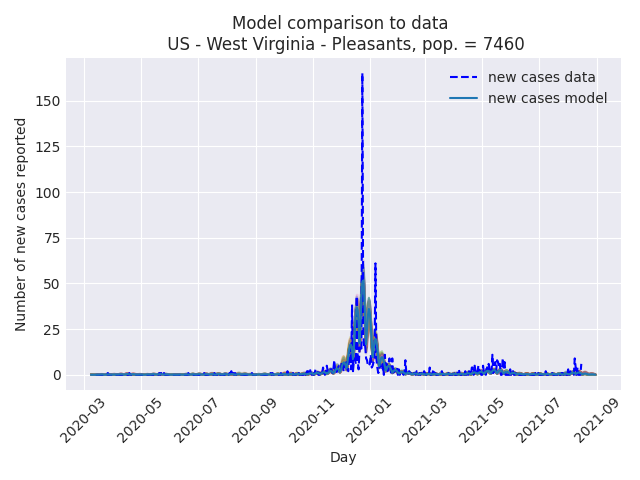 Model comparison to data
US - West Virginia - Pleasants, pop. = 7460
new cases data
new cases model
Number of new cases reported
150
125
100
75
50
25
0
2020-03
2020-05
2020-07
2020-09
2020-11
2021-01
2021-03
2021-05
2021-07
2021-09
Day